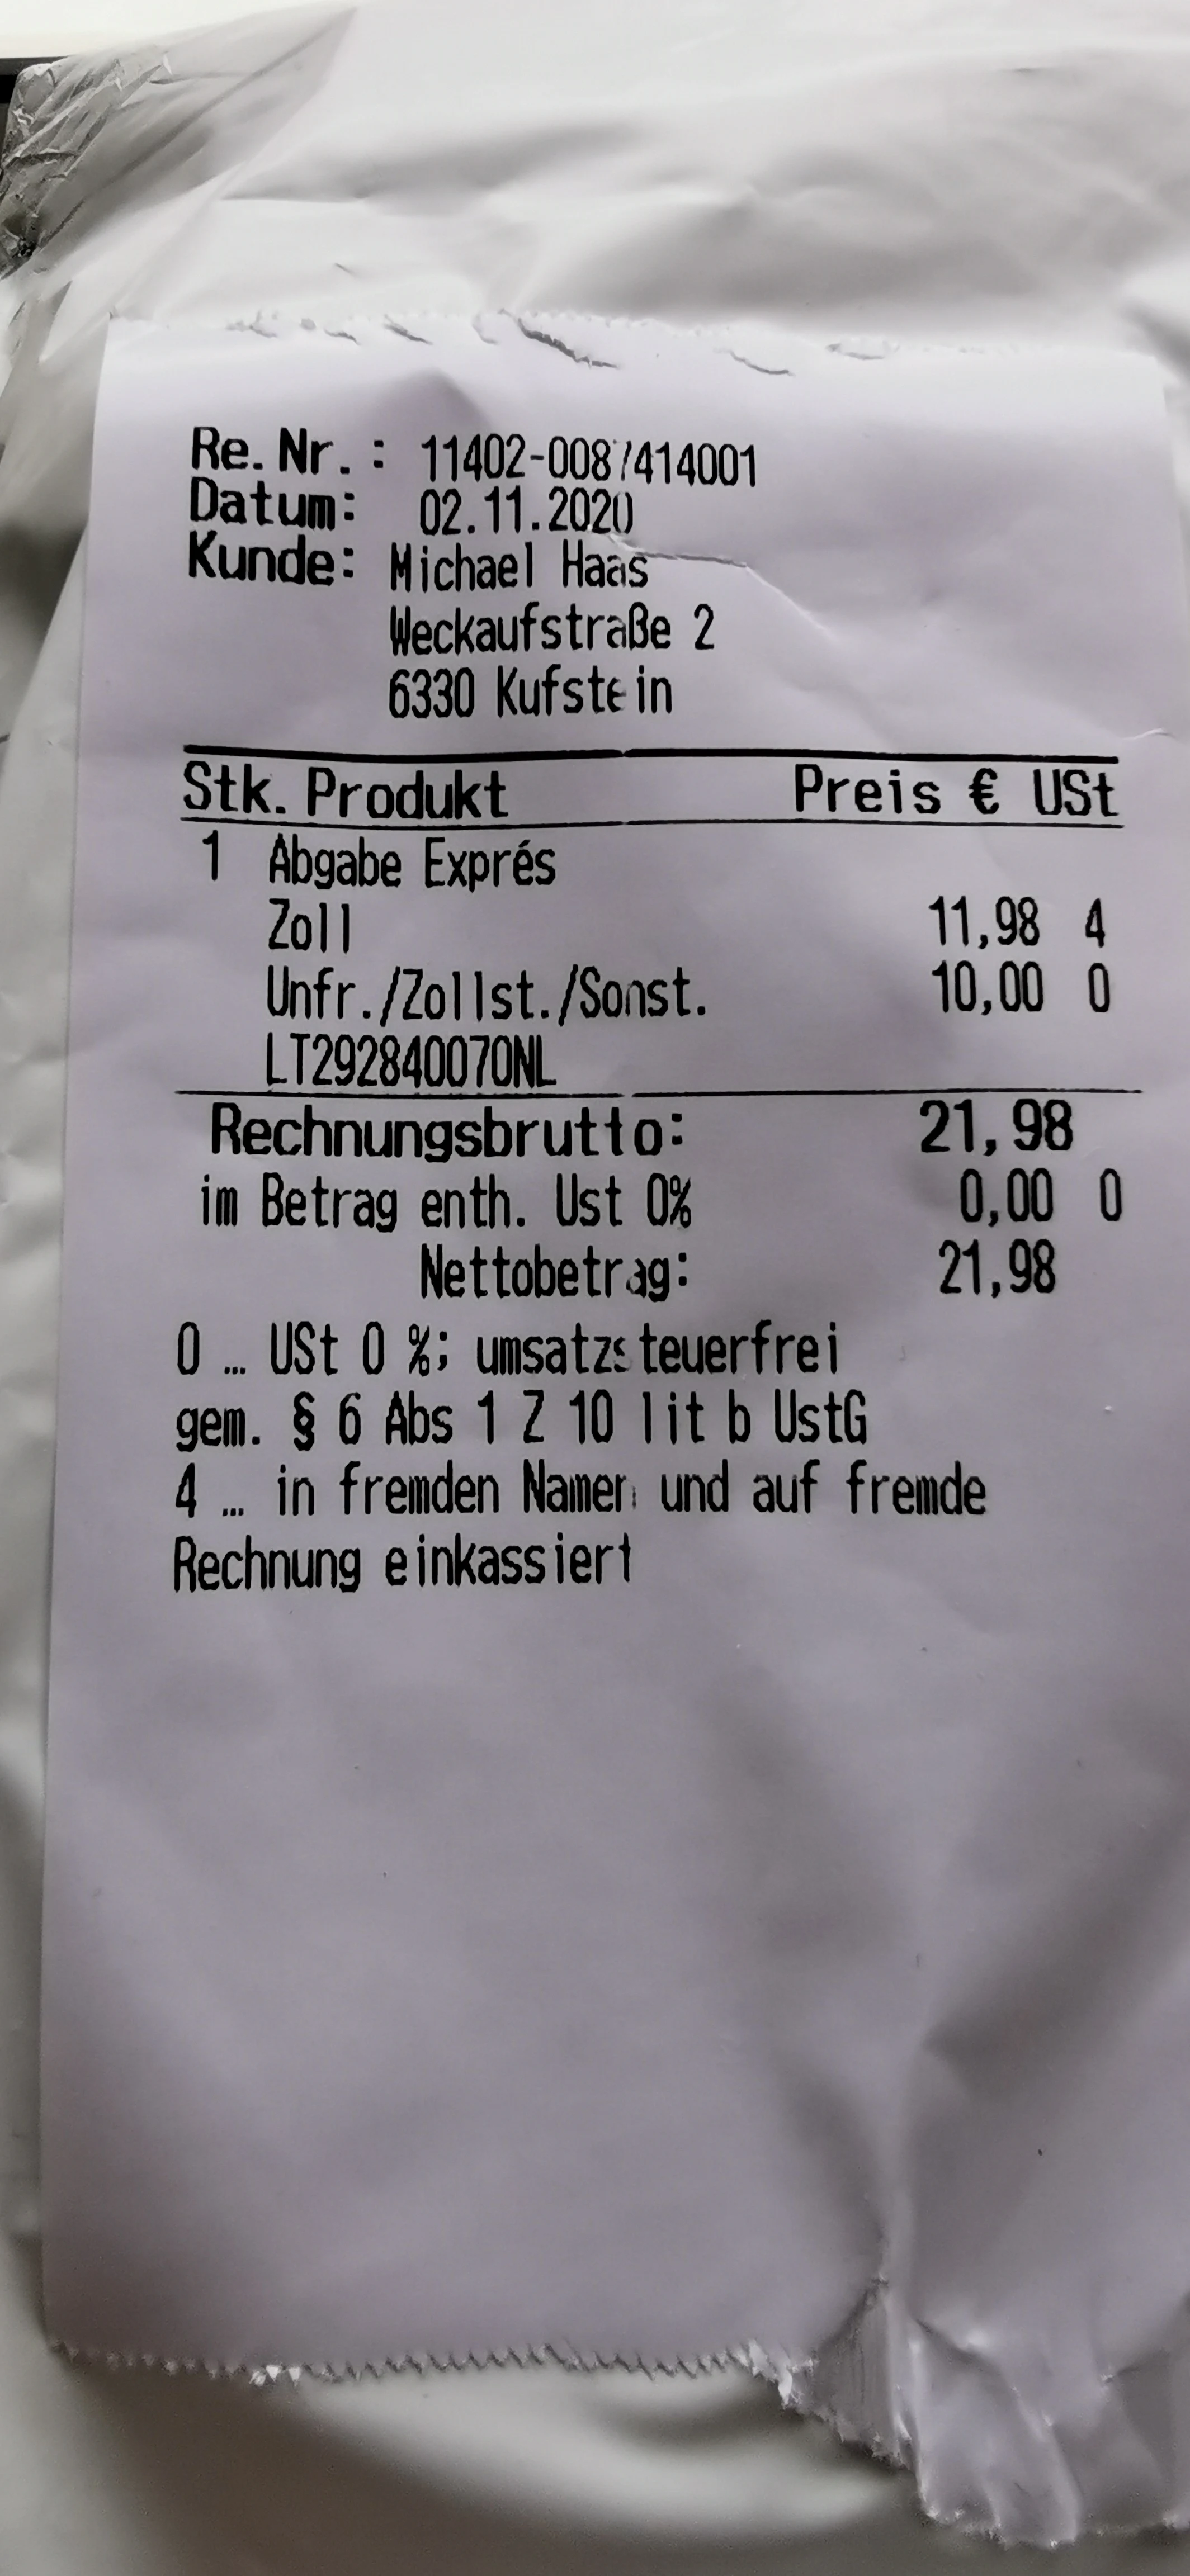 Re. Nr. : 11402-0087414001
Datum: 02.11.2020
Kunde: Michael Haas
Weckaufstraße 2
6330 Kufstein
Stk. Produkt Preis € USt
1 Abgabe Exprés
Zoll 11,98 4
Unfr./Zollst./Sonst. 10,00 0
LT292840070NL
Rechnungsbrutto: 21,98
im Betrag enth. Ust 0% 0,00 0
Nettobetrag: 21,98
0 … USt 0 %; umsatzsteuerfrei
gem. § 6 Abs 1 Z 10 lit b UstG
4 … in fremden Namen und auf fremde
Rechnung einkassiert